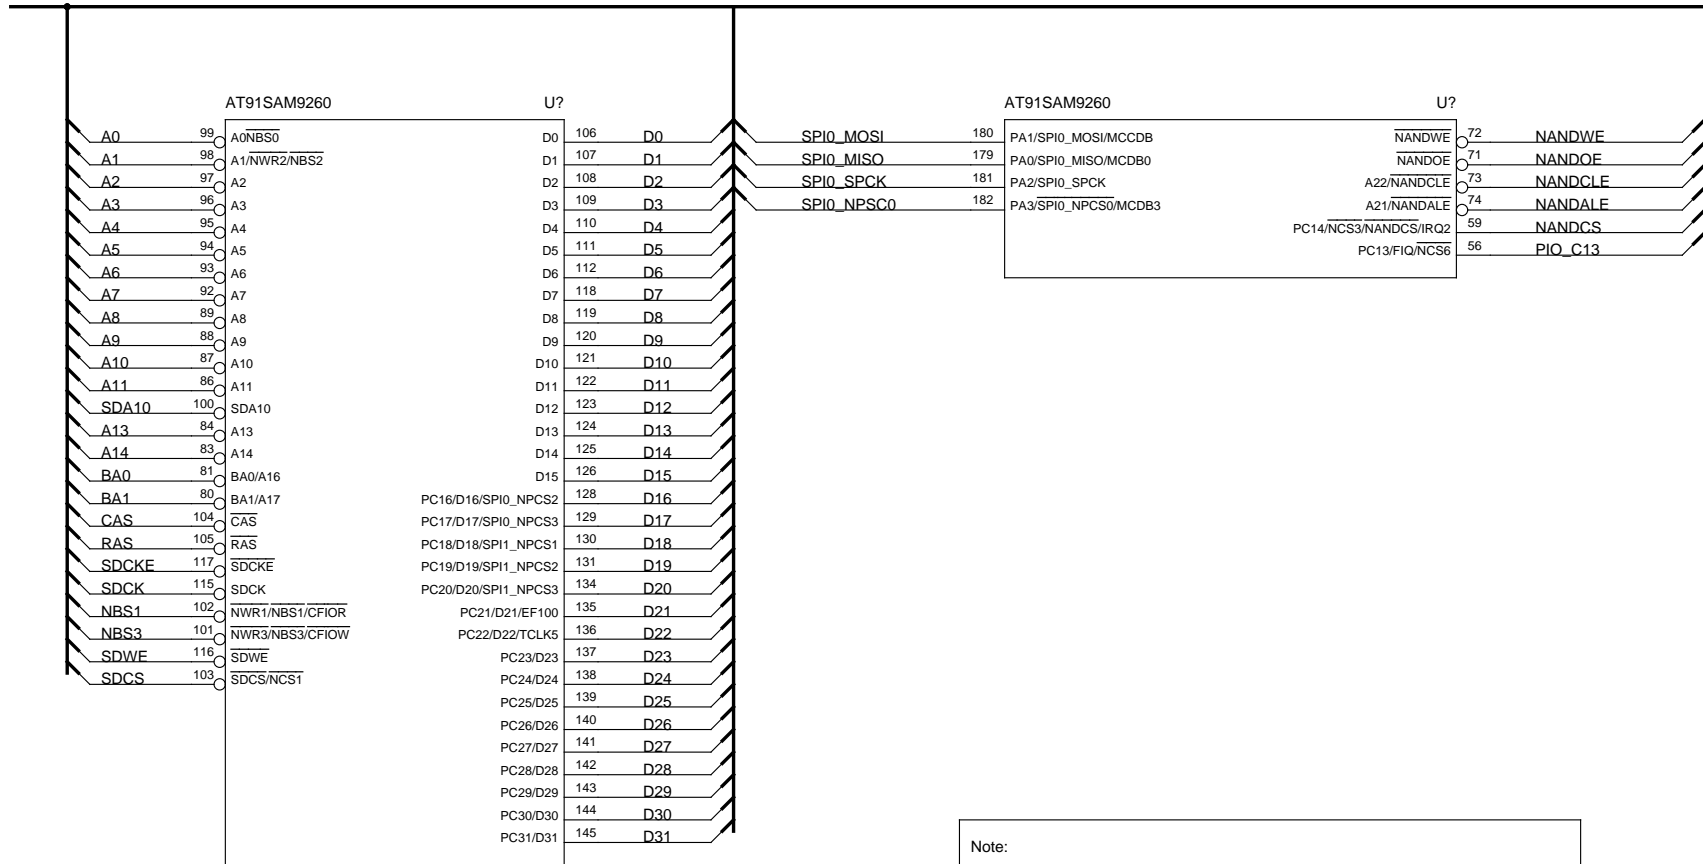 AT91SAM9260 U? AT91SAM9260 U?
A0 99 A0NBS0 D0 106 D0 SPI0_MOSI 180 PA1/SPI0_MOSI/MCCDB NANDWE 72 NANDWE
A1 98 A1/NWR2/NBS2 D1 107 D1 SPI0_MISO 179 PA0/SPI0_MISO/MCDB0 NANDOE 71 NANDOE
A2 97 A2 D2 108 D2 SPI0_SPCK 181 PA2/SPI0_SPCK A22/NANDCLE 73 NANDCLE
A3 96 A3 D3 109 D3 SPI0_NPSC0 182 PA3/SPI0_NPCS0/MCDB3 A21/NANDALE 74 NANDALE
A4 95 A4 D4 110 D4 PC14/NCS3/NANDCS/IRQ2 59 NANDCS
A5 94 A5 D5 111 D5 PC13/FIQ/NCS6 56 PIO_C13
A6 93 A6 D6 112 D6
A7 92 A7 D7 118 D7
A8 89 A8 D8 119 D8
A9 88 A9 D9 120 D9
A10 87 A10 D10 121 D10
A11 86 A11 D11 122 D11
SDA10 100 SDA10 D12 123 D12
A13 84 A13 D13 124 D13
A14 83 A14 D14 125 D14
BA0 81 BA0/A16 D15 126 D15
BA1 80 BA1/A17 PC16/D16/SPI0_NPCS2 128 D16
CAS 104 CAS PC17/D17/SPI0_NPCS3 129 D17
RAS 105 RAS PC18/D18/SPI1_NPCS1 130 D18
SDCKE 117 SDCKE PC19/D19/SPI1_NPCS2 131 D19
SDCK 115 SDCK PC20/D20/SPI1_NPCS3 134 D20
NBS1 102 NWR1/NBS1/CFIOR PC21/D21/EF100 135 D21
NBS3 101 NWR3/NBS3/CFIOW PC22/D22/TCLK5 136 D22
SDWE 116 SDWE PC23/D23 137 D23
SDCS 103 SDCS/NCS1 PC24/D24 138 D24
PC25/D25 139 D25
PC26/D26 140 D26
PC27/D27 141 D27
PC28/D28 142 D28
PC29/D29 143 D29
PC30/D30 144 D30
PC31/D31 145 D31
Note: